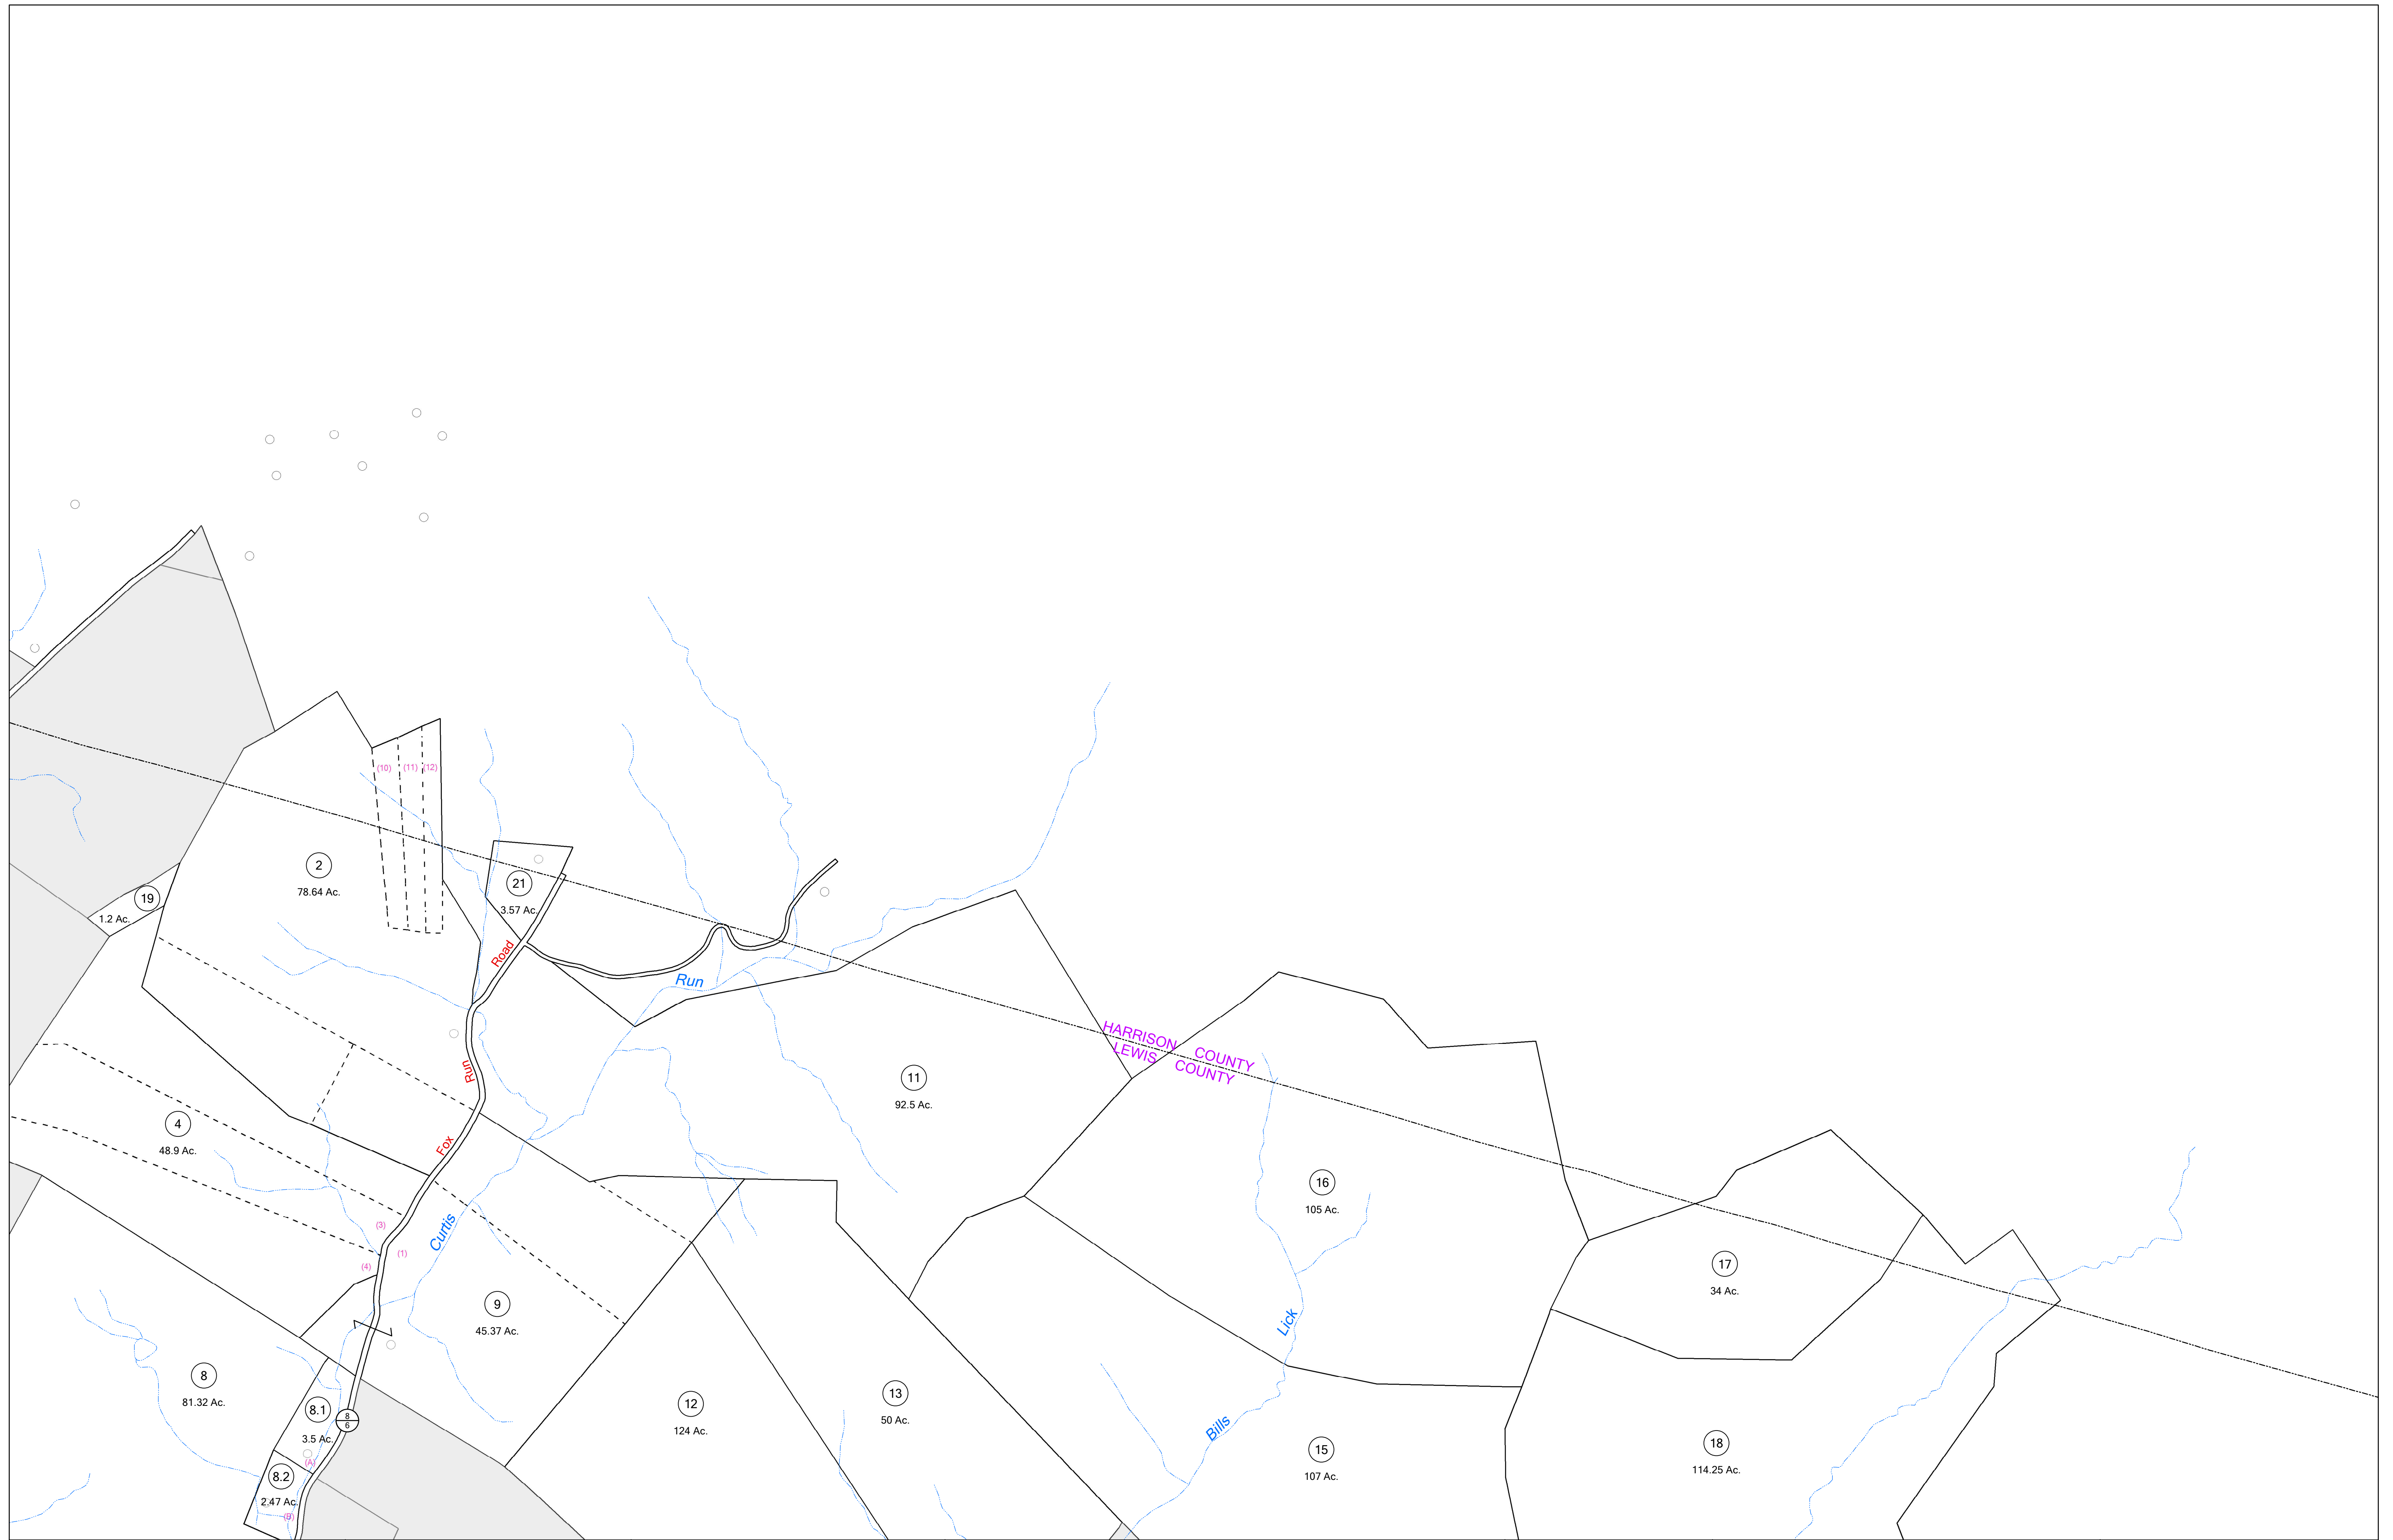 (10) (11) (12)
2
78.64 Ac.
21
3.57 Ac.
19
1.2 Ac.
Road
Run
Run
HARRISON COUNTY
LEWIS COUNTY
11
92.5 Ac.
4
48.9 Ac.
Fox
16
105 Ac.
(3)
Curtis
(1)
(4)
17
34 Ac.
9
45.37 Ac.
Lick
8
81.32 Ac.
13
50 Ac.
12
124 Ac.
8.1
8
6
3.5 Ac.
Bills
15
107 Ac.
18
114.25 Ac.
(A)
8.2
2.47 Ac.
(B)